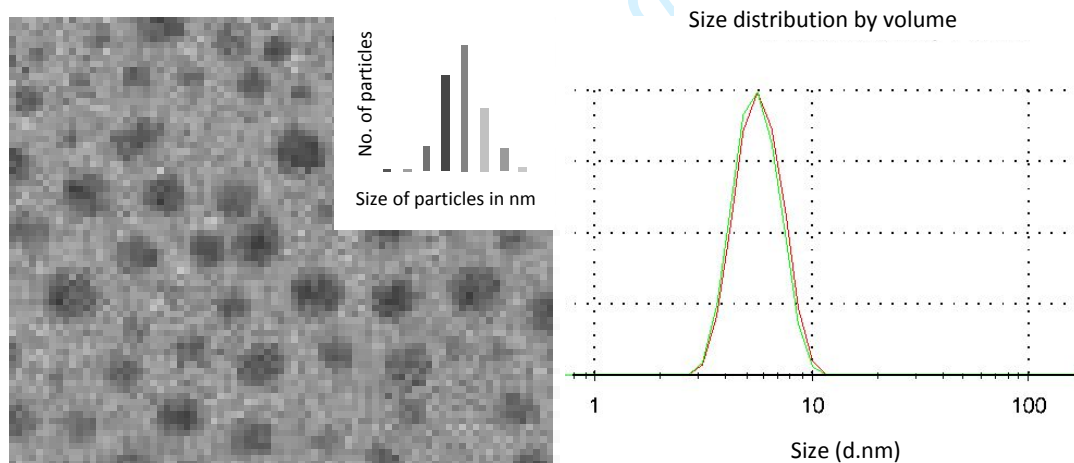 No. of particles
Size of particles in nm
Size distribution by volume
1 10 100
Size (d.nm)